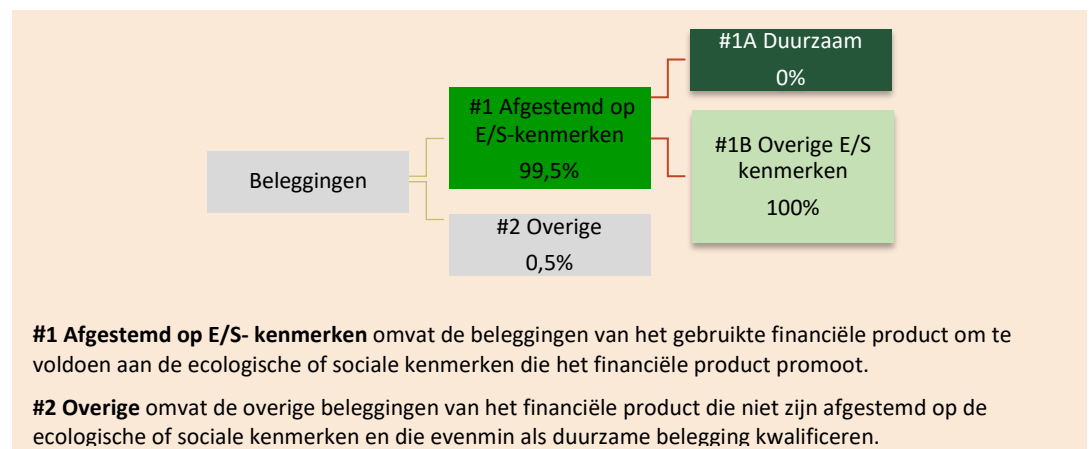 #1A Duurzaam
0%
#1 Afgestemd op
E/S-kenmerken
99,5%
#1B Overige E/S
kenmerken
100%
Beleggingen
#2 Overige
0,5%
#1 Afgestemd op E/S- kenmerken omvat de beleggingen van het gebruikte financiële product om te
voldoen aan de ecologische of sociale kenmerken die het financiële product promoot.
#2 Overige omvat de overige beleggingen van het financiële product die niet zijn afgestemd op de
ecologische of sociale kenmerken en die evenmin als duurzame belegging kwalificeren.